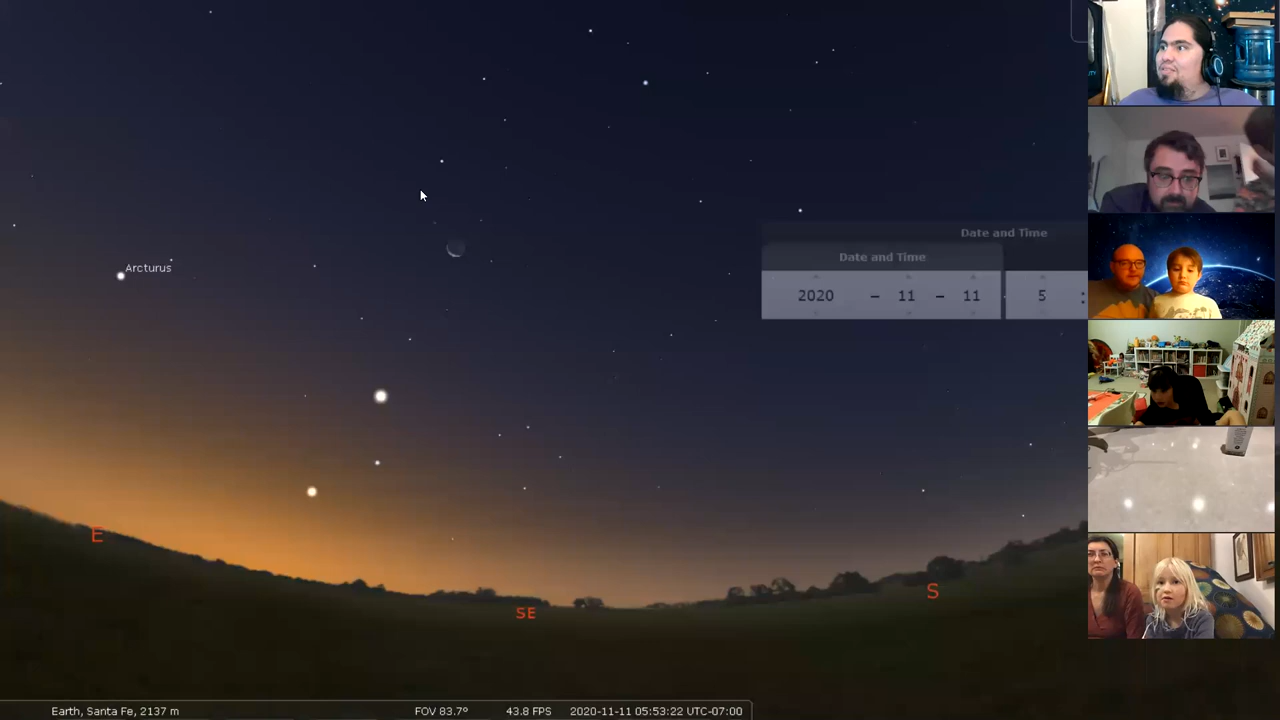 Date and Time
Date and Time
2020 - 11 - 11 5 :
Arcturus
E
SE
S
Earth, Santa Fe, 2137 m FOV 83.7° 43.8 FPS 2020-11-11 05:53:22 UTC-07:00